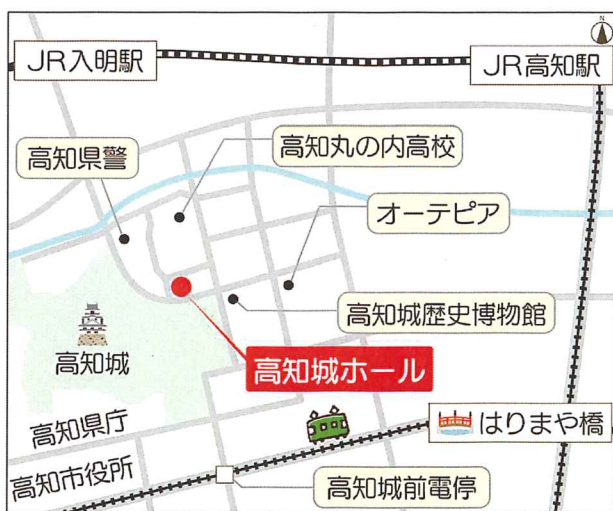 N
JR入明駅
JR高知駅
高知丸の内高校
高知県警
オーテピア
高知城歴史博物館
高知城
高知城ホール
高知県庁
はりまや橋
高知市役所
高知城前電停